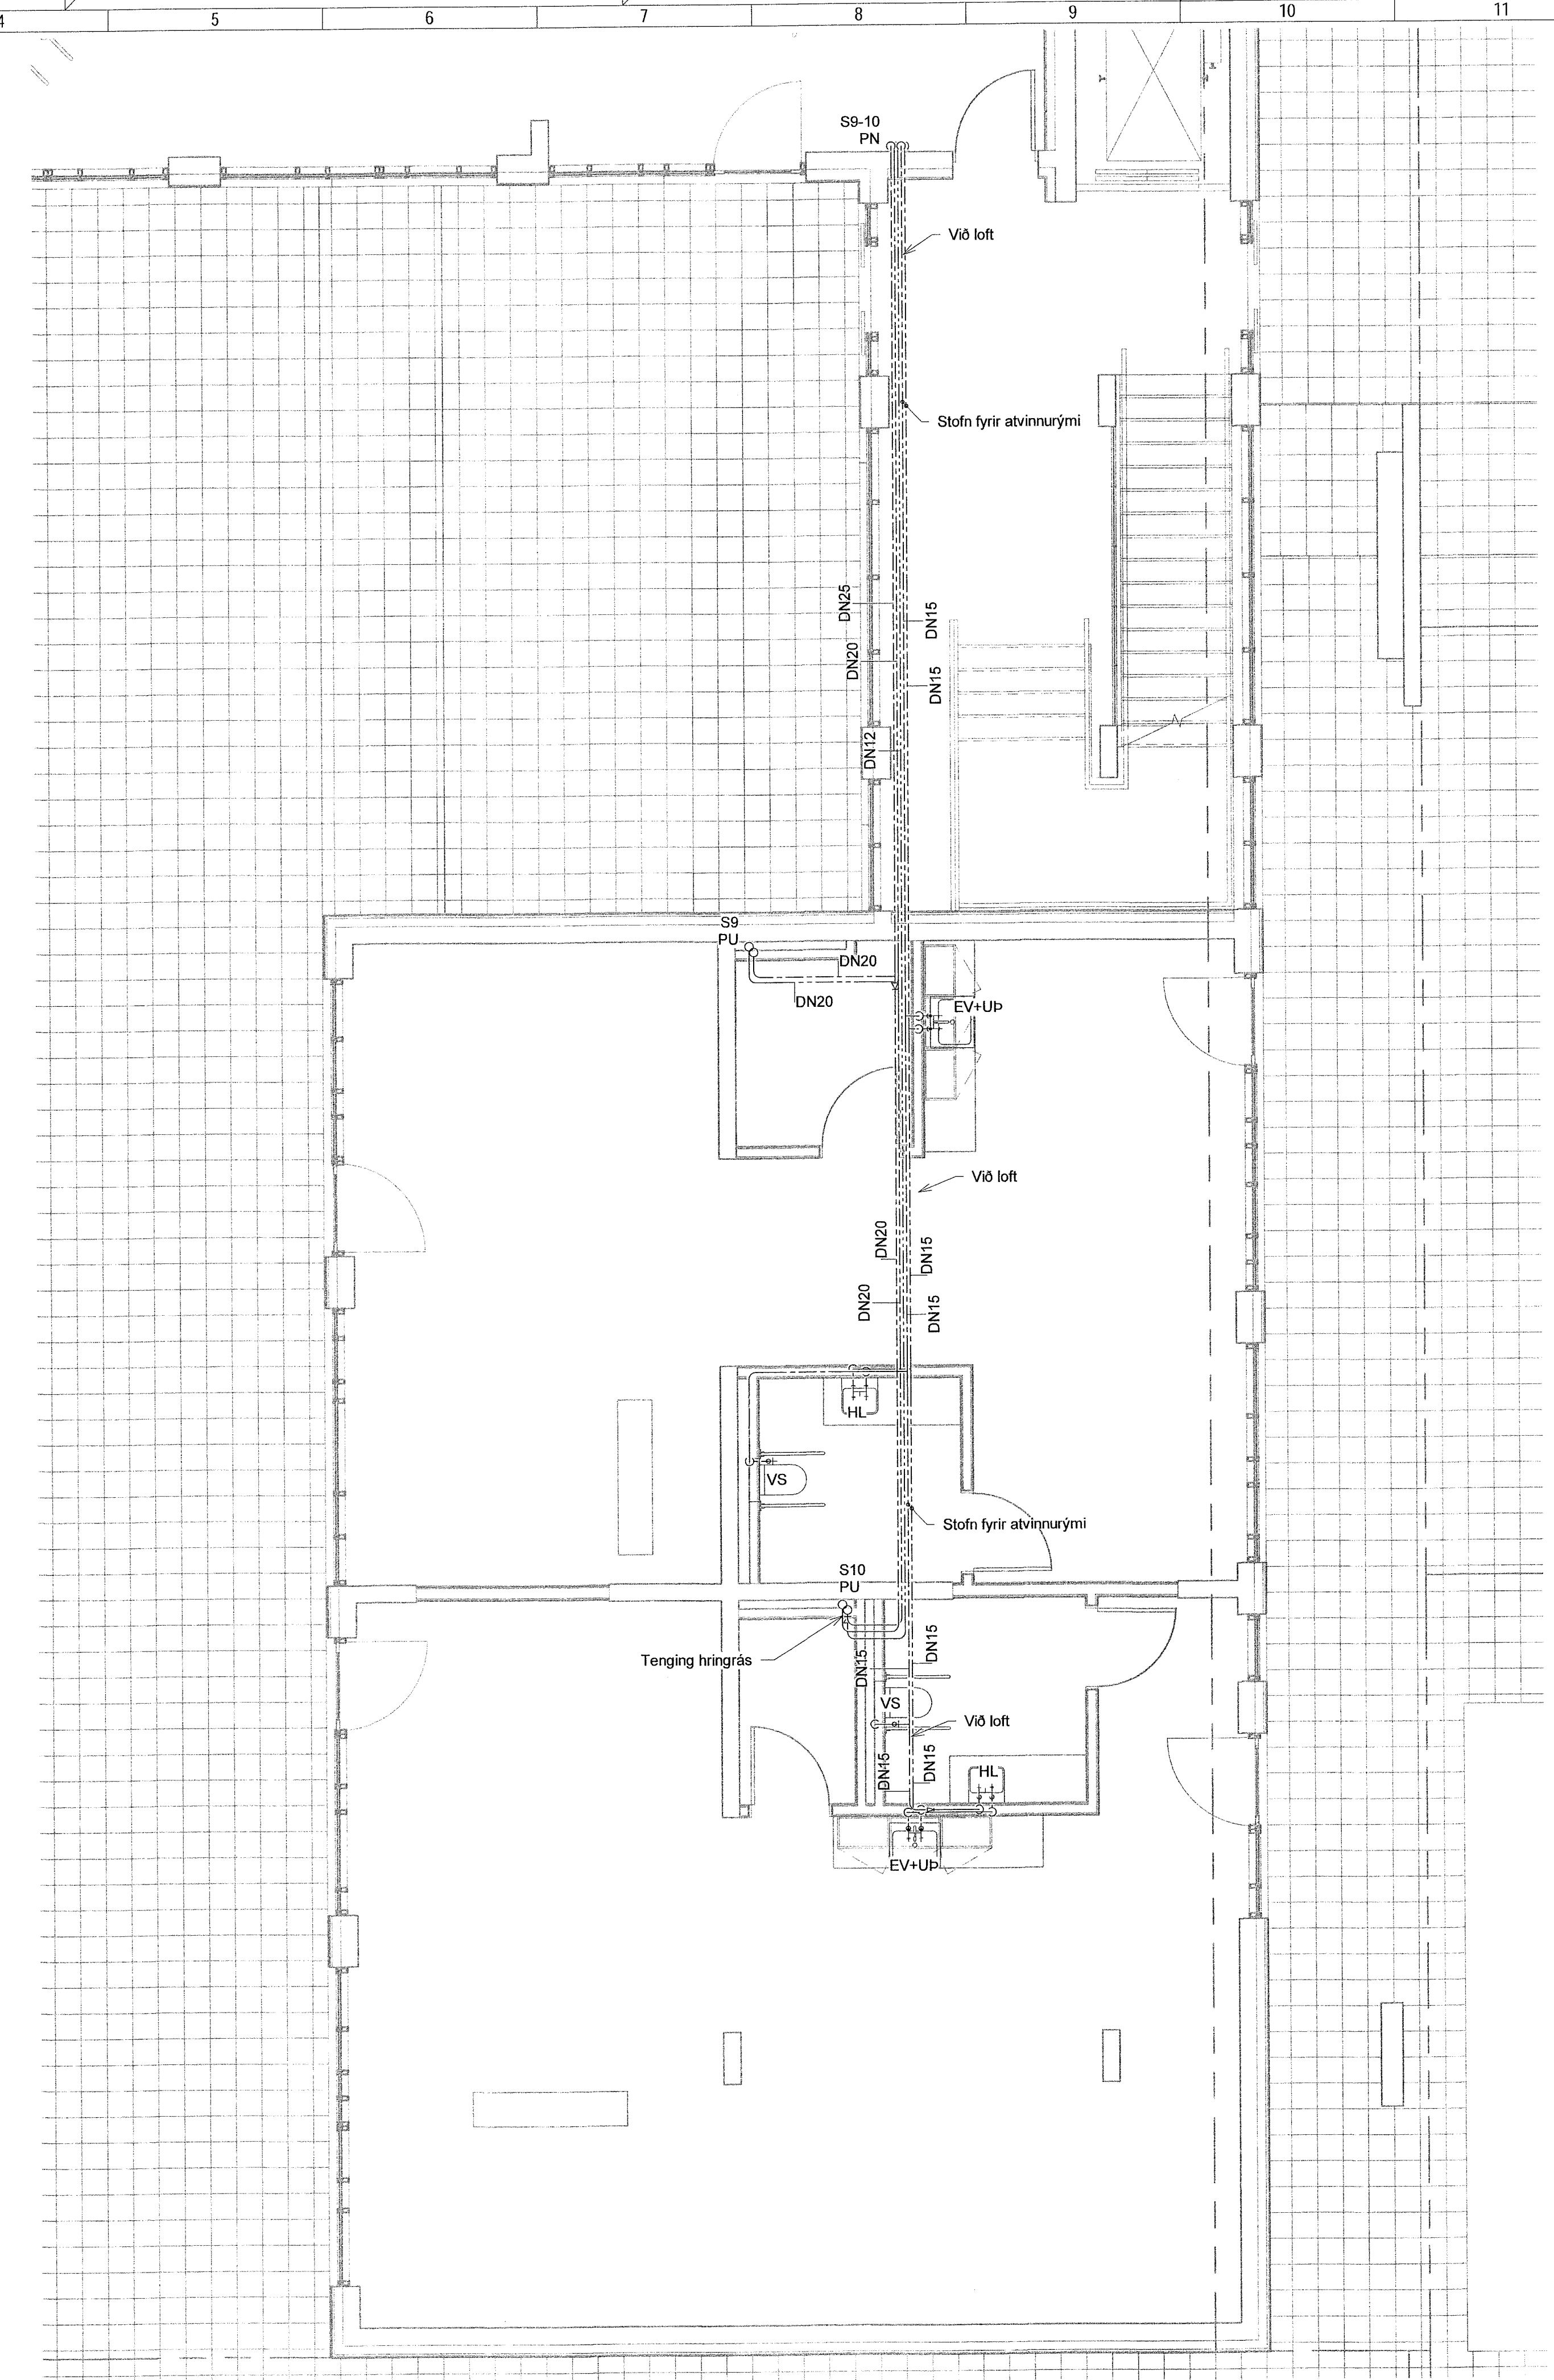 4
5
6
7
8
9
10
11
S9-10
PN
Við loft
Stofn fyrir atvinnurými
DN25
DN15
DN20
DN15
DN12
S9
PU
DN20
DN20
EV+UÞ
Við loft
DN20
DN15
DN20
DN15
HL
VS
Stofn fyrir atvinnurými
S10
PU
Tenging hringrás
DN15
DN15
VS
Við loft
DN15
DN15
HL
EV+UÞ